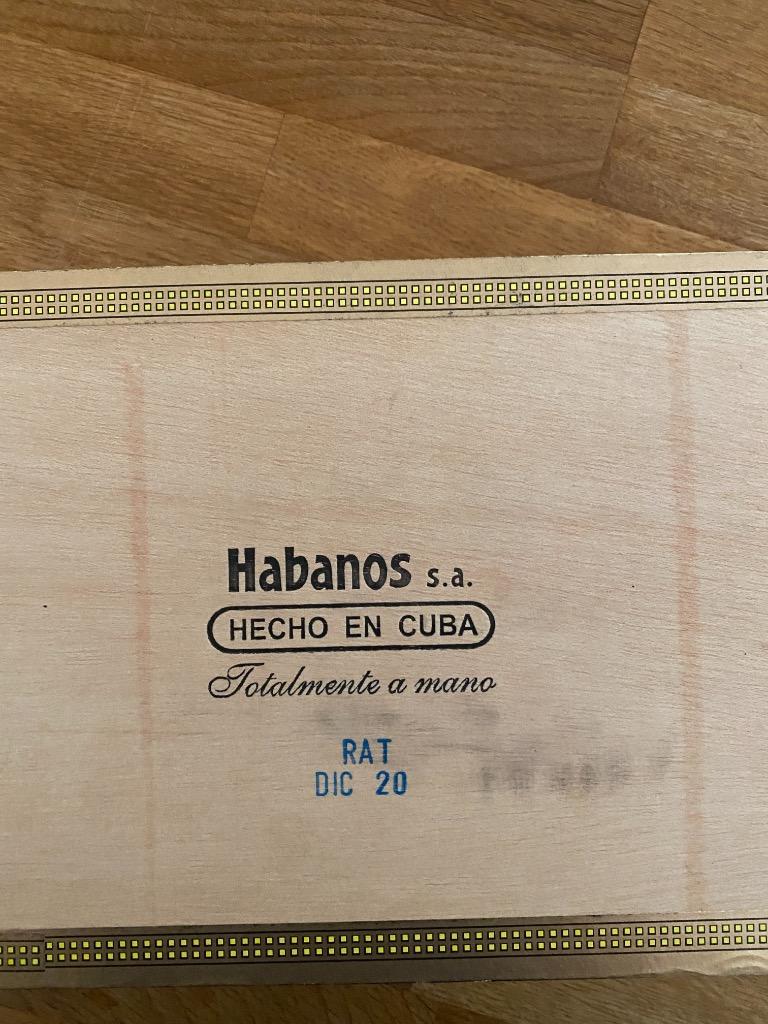 Habanos s.a.
HECHO EN CUBA
Totalmente a mano
RAT
DIC 20